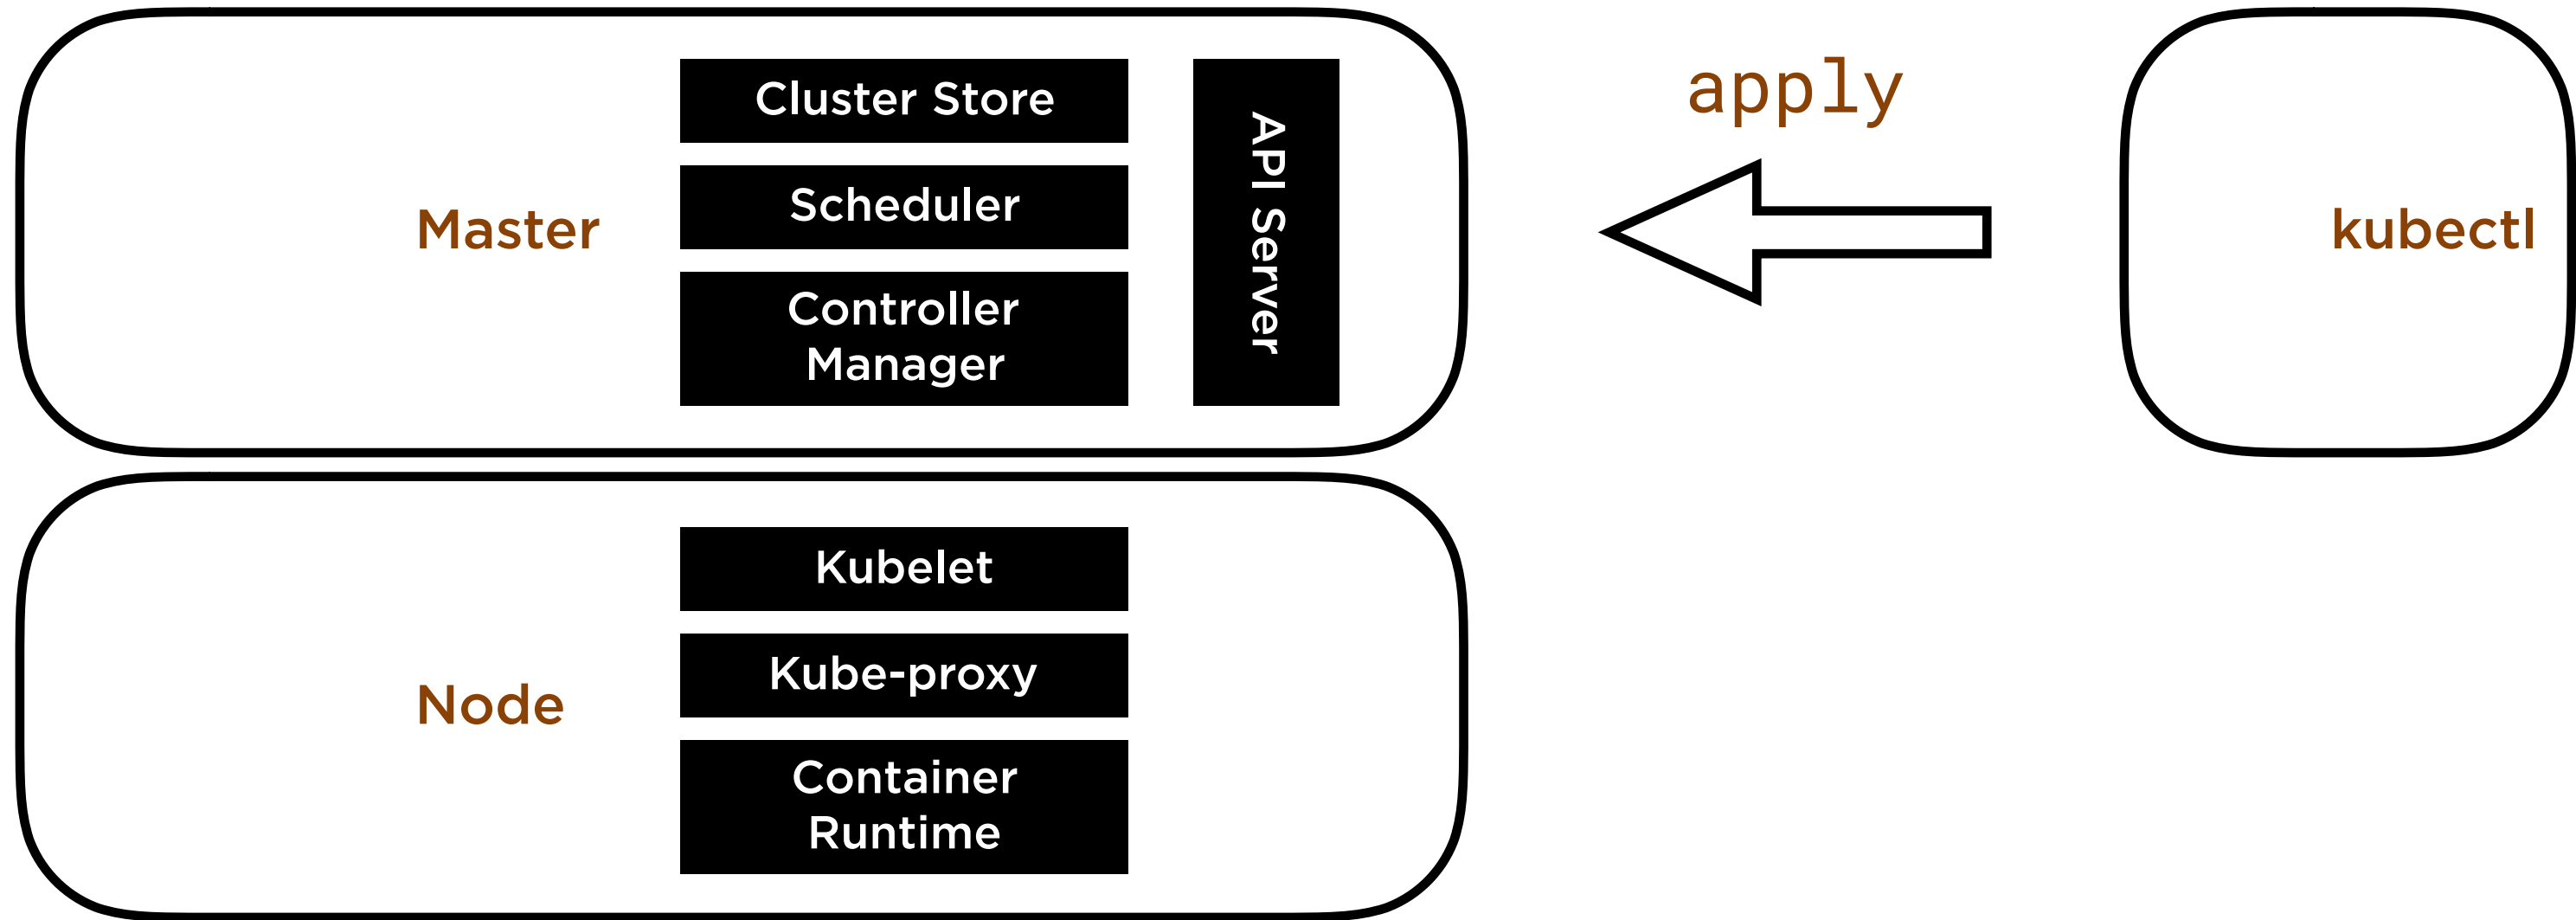 Master
Cluster Store
Scheduler
Controller
Manager
API Server
apply
kubectl
Node
Kubelet
Kube-proxy
Container
Runtime